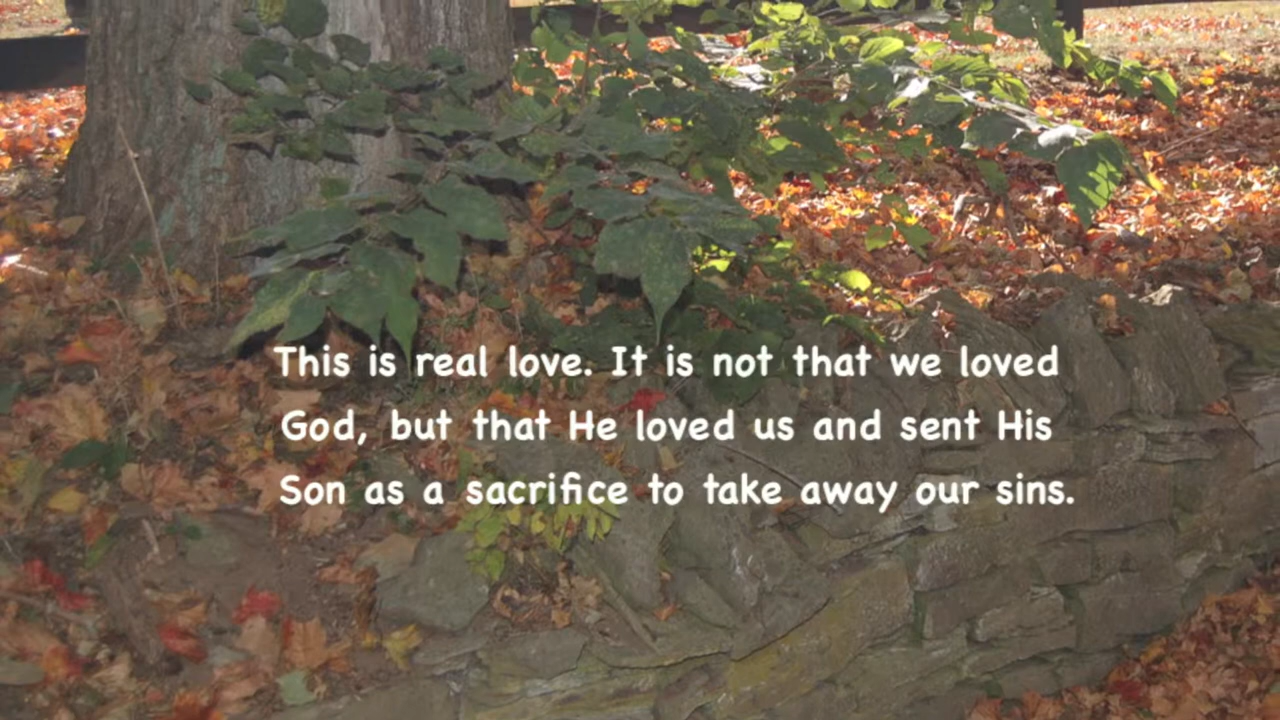 This is real love. It is not that we loved
God, but that He loved us and sent His
Son as a sacrifice to take away our sins.